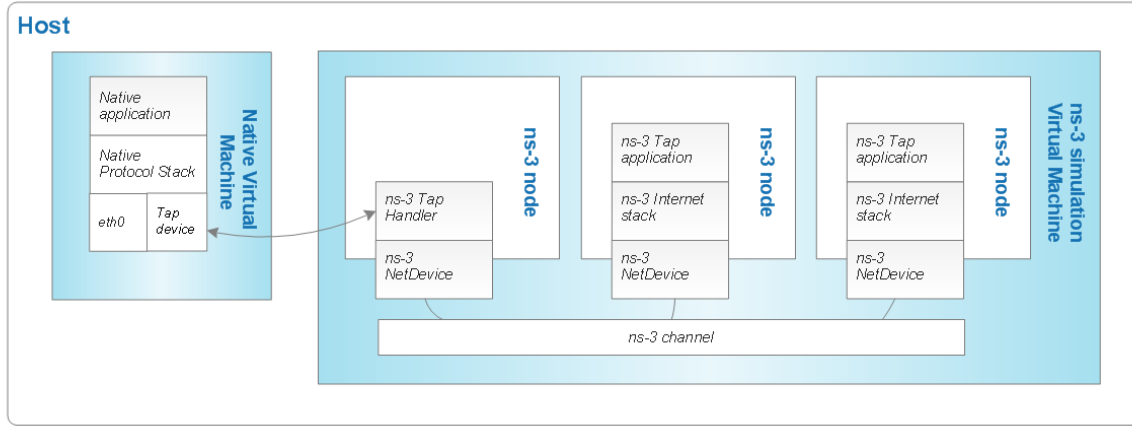 Host
Native
application
Native
Protocol Stack
eth0
Tap
device
Native Virtual
Machine
ns-3 Tap
Handler
ns-3
NetDevice
ns-3 node
ns-3 Tap
application
ns-3 Internet
stack
ns-3
NetDevice
ns-3 node
ns-3 Tap
application
ns-3 Internet
stack
ns-3
NetDevice
ns-3 node
ns-3 simulation
Virtual Machine
ns-3 channel